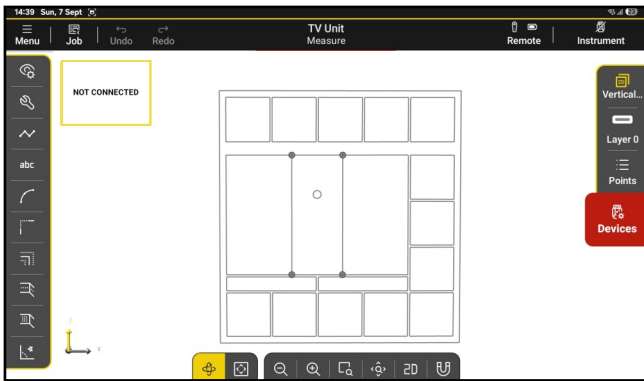 14:39 Sun, 7 Sept
Menu
Job
Undo
Redo
TV Unit
Measure
Remote
Instrument
NOT CONNECTED
abc
2D
Vertical...
Layer 0
Points
Devices
2D